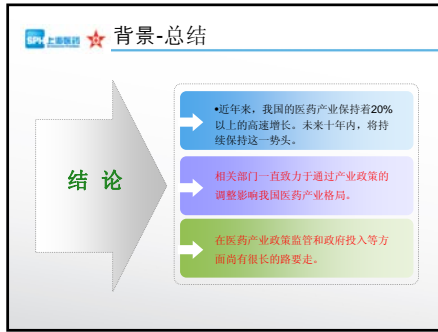 SPH 上海医药
背景-总结
结 论
•近年来，我国的医药产业保持着20%
以上的高速增长。未来十年内，将持
续保持这一势头。
相关部门一直致力于通过产业政策的
调整影响我国医药产业格局。
在医药产业政策监管和政府投入等方
面尚有很长的路要走。